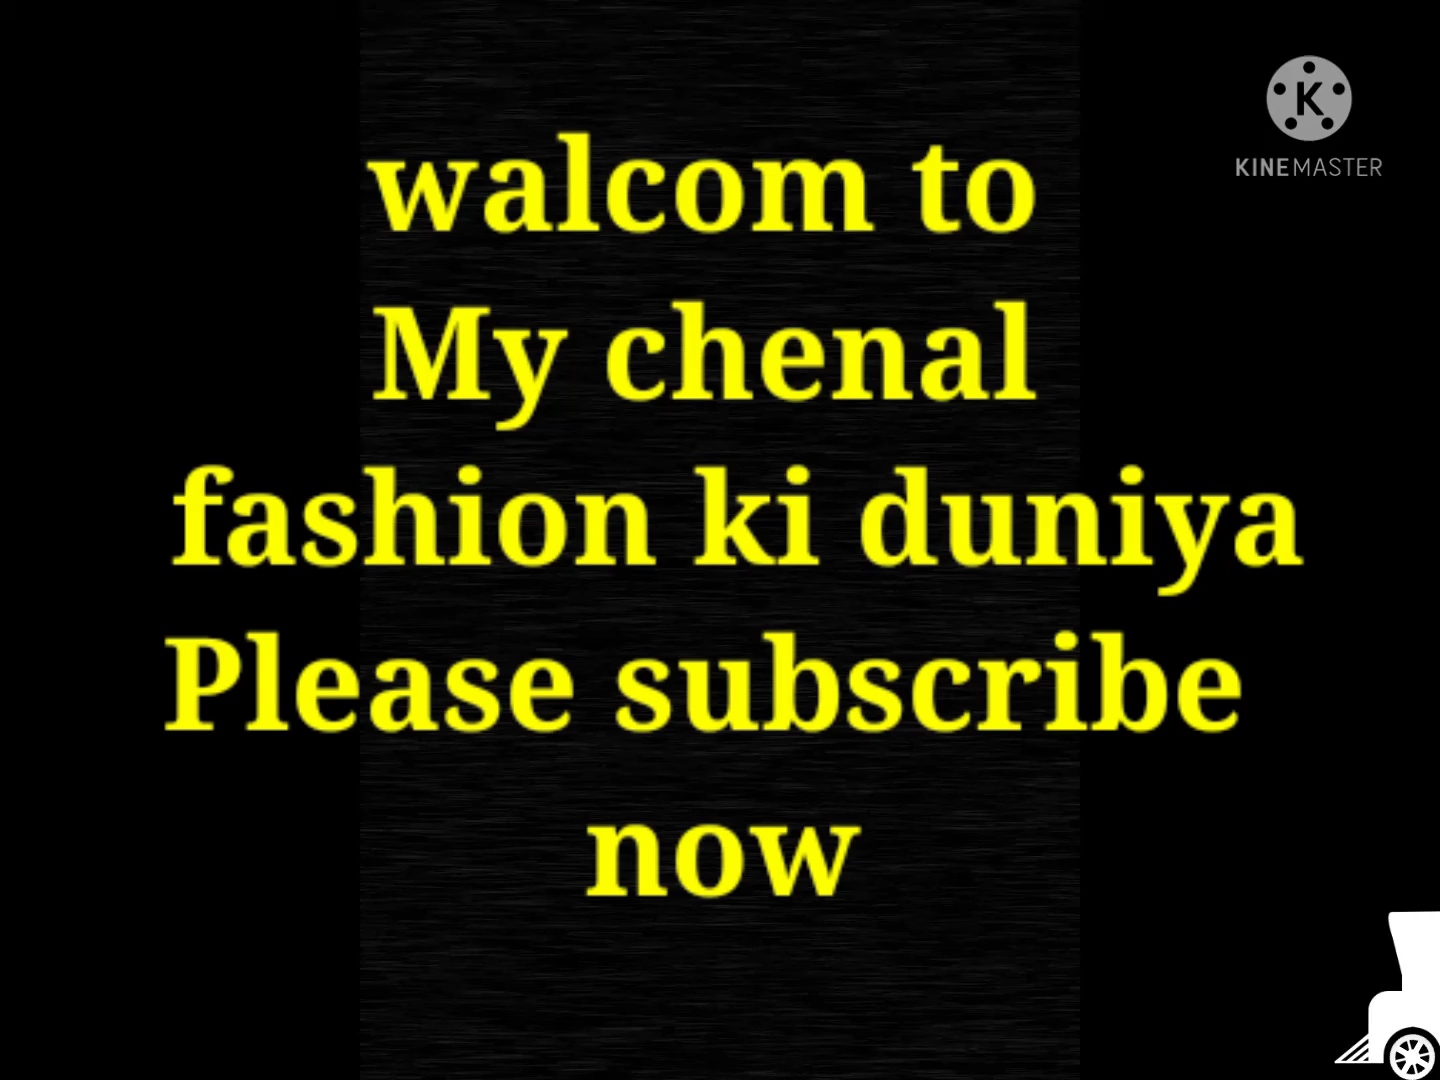 walcom to
My chenal
fashion ki duniya
Please subscribe
now
K
KINEMASTER